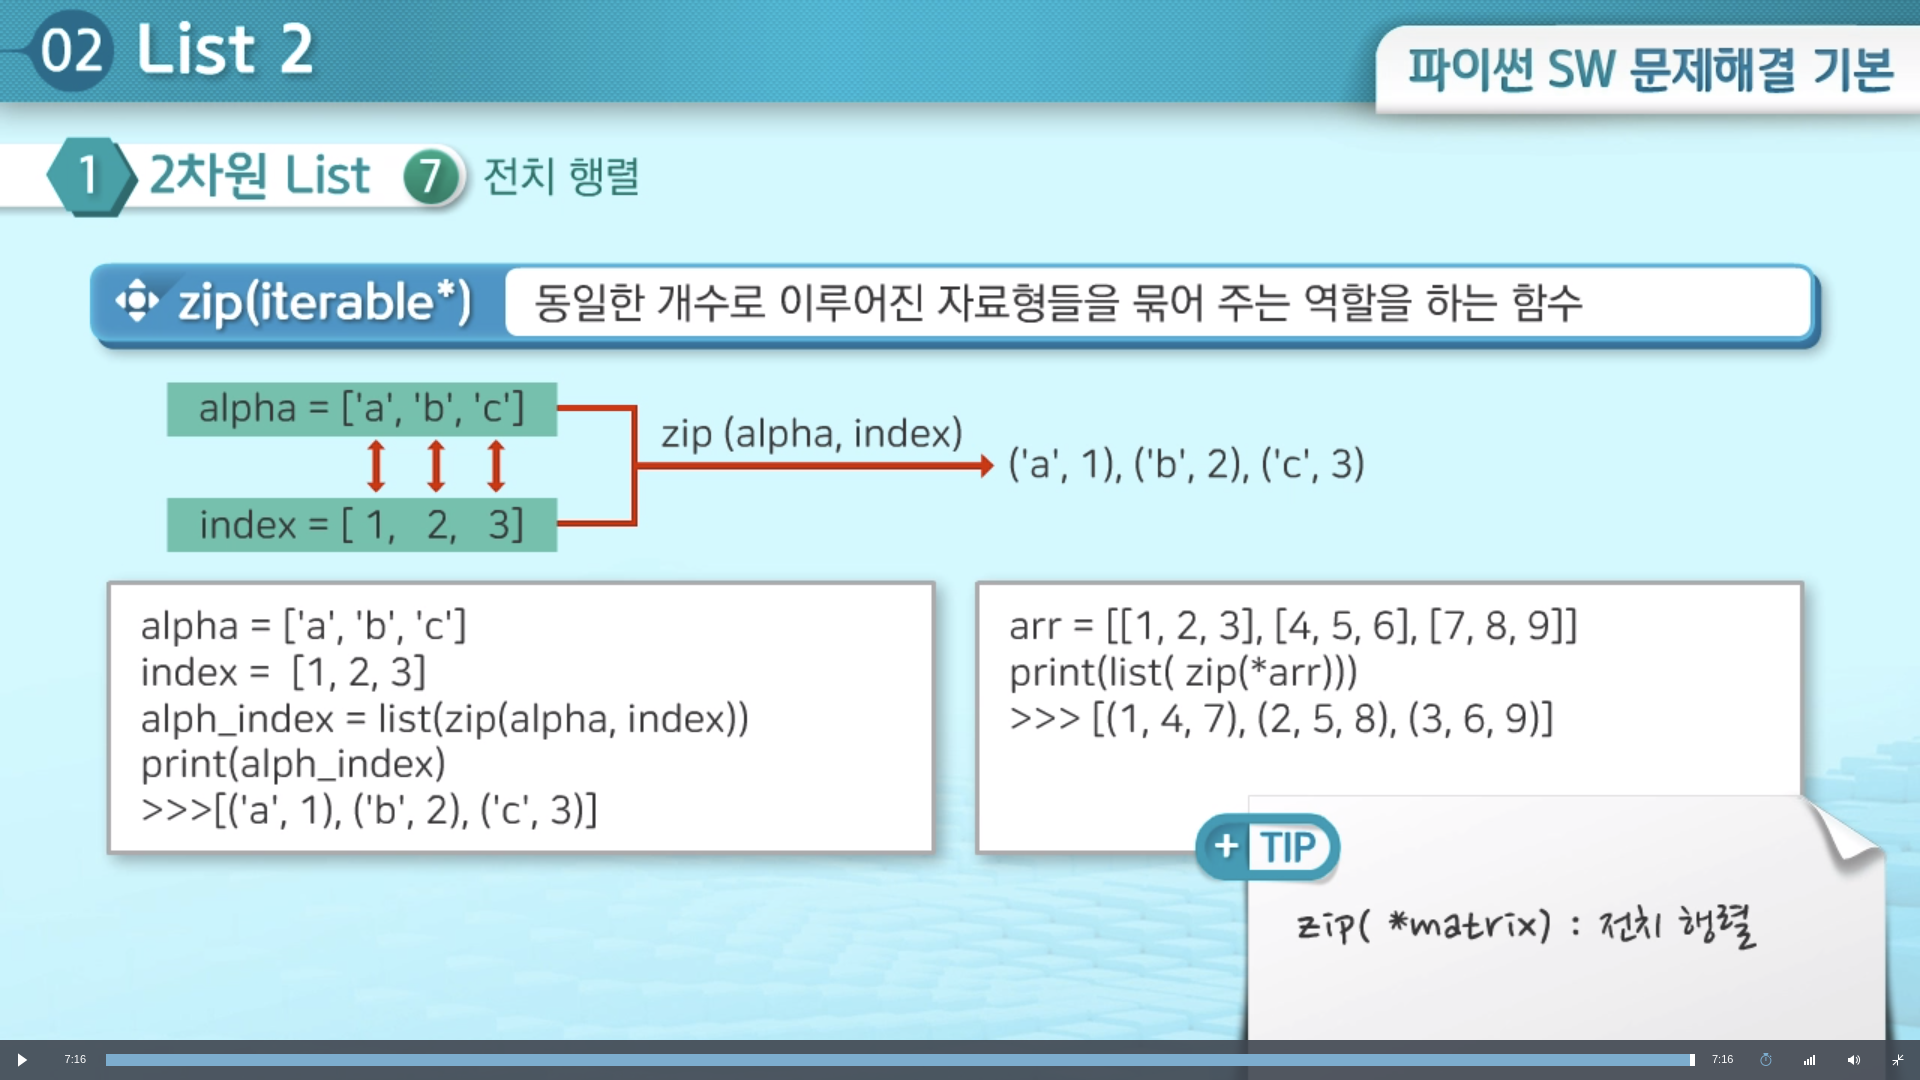 02 List 2
파이썬 SW 문제해결 기본
1 2차원 List 7 전치 행렬
zip(iterable*) 동일한 개수로 이루어진 자료형들을 묶어 주는 역할을 하는 함수
alpha = ['a', 'b', 'c']
zip (alpha, index)
('a', 1), ('b', 2), ('c', 3)
index = [ 1, 2, 3]
alpha = ['a', 'b', 'c']
index = [1, 2, 3]
alph_index = list(zip(alpha, index))
print(alph_index)
>>>[('a', 1), ('b', 2), ('c', 3)]
arr = [[1, 2, 3], [4, 5, 6], [7, 8, 9]]
print(list( zip(*arr)))
>>> [(1, 4, 7), (2, 5, 8), (3, 6, 9)]
+ TIP
zip( *matrix) : 전치 행렬
7:16 7:16